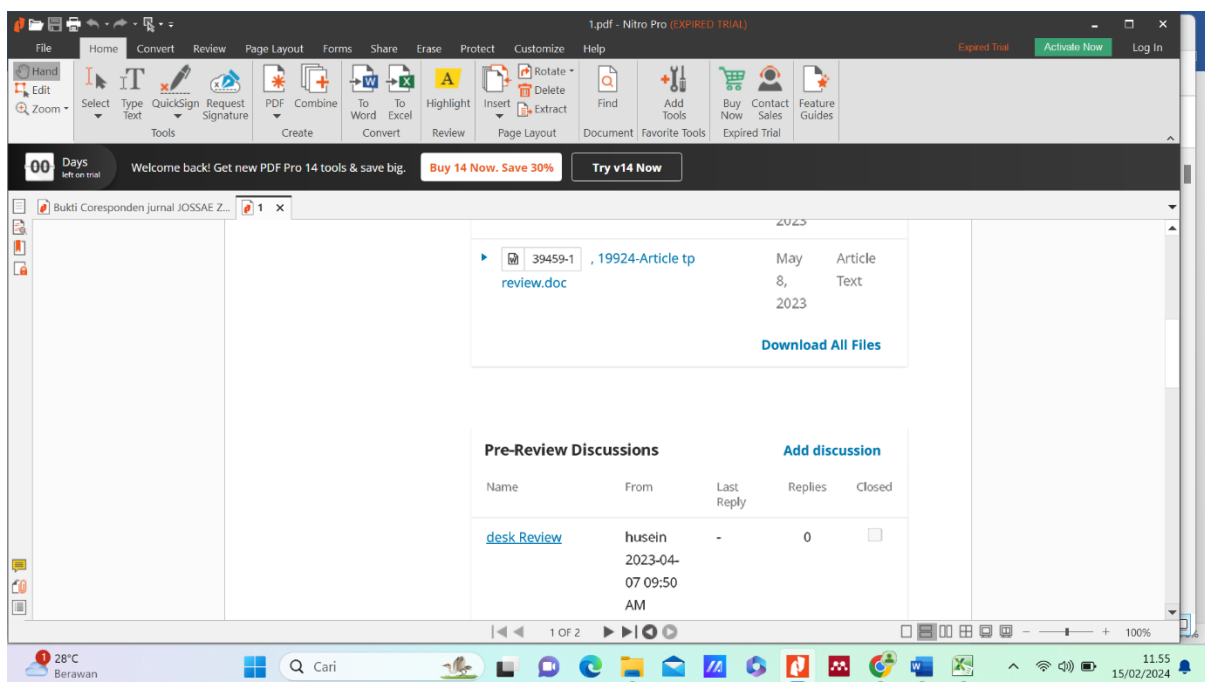 1.pdf - Nitro Pro (EXPIRED TRIAL)
File Home Convert Review Page Layout Forms Share Erase Protect Customize Help Expired Trial Activate Now Log In
Hand
Edit
Zoom
Select
Type Text
QuickSign
Request Signature
Tools
PDF
Combine
Create
To Word
To Excel
Convert
Highlight
Review
Insert
Rotate
Delete
Extract
Page Layout
Find
Document
Add Tools
Favorite Tools
Buy Now
Contact Sales
Feature Guides
Expired Trial
00 Days left on trial
Welcome back! Get new PDF Pro 14 tools & save big. Buy 14 Now. Save 30% Try v14 Now
Bukti Coresponden jurnal JOSSAE Z... 1
2023
39459-1 , 19924-Article tp review.doc
May 8, 2023
Article Text
Download All Files
Pre-Review Discussions Add discussion
Name From Last Reply Replies Closed
desk Review husein - 0
2023-04-
07 09:50
AM
1 OF 2 100%
1 28°C
Berawan
Cari
11.55
15/02/2024